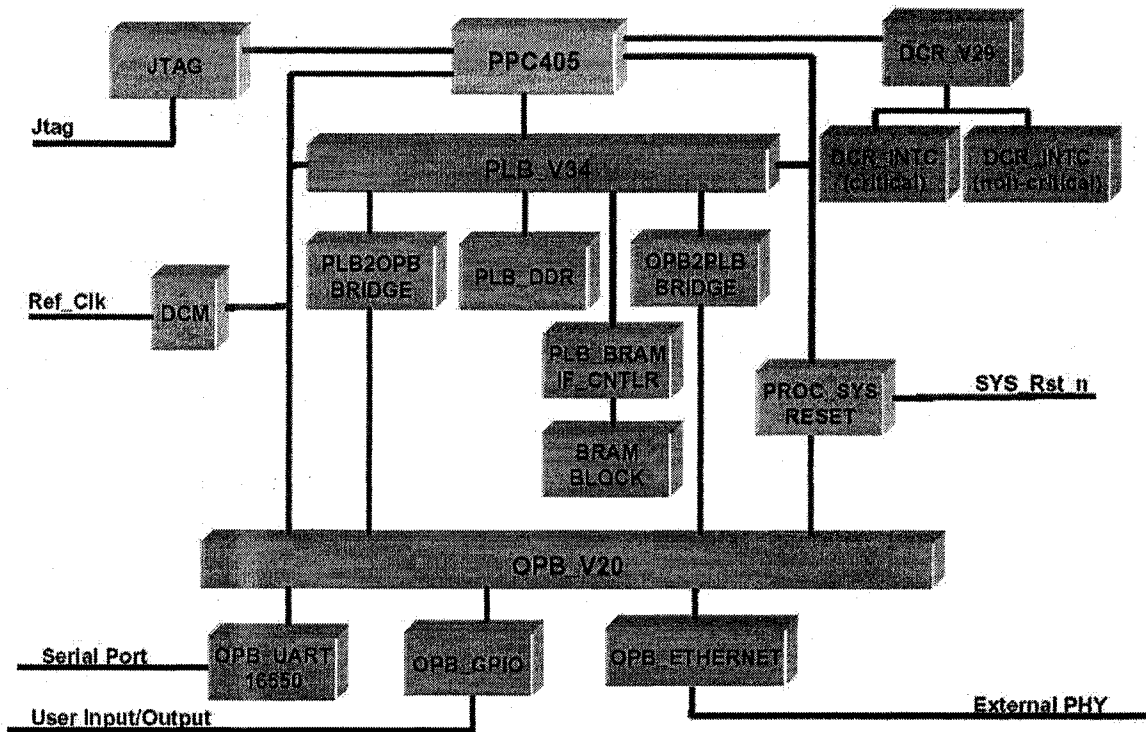 JTAG
PPC405
DCR_V29
Jtag
DCR_INTC
(critical)
DCR_INTC
(non-critical)
PLB_V34
PLB2OPB
BRIDGE
PLB_DDR
OPB2PLB
BRIDGE
Ref_Clk
DCM
PLB_BRAM
IF_CNTLR
PROC_SYS
RESET
SYS_Rst_n
BRAM
BLOCK
OPB_V20
Serial Port
OPB_UART
16550
OPB_GPIO
OPB_ETHERNET
User Input/Output
External PHY